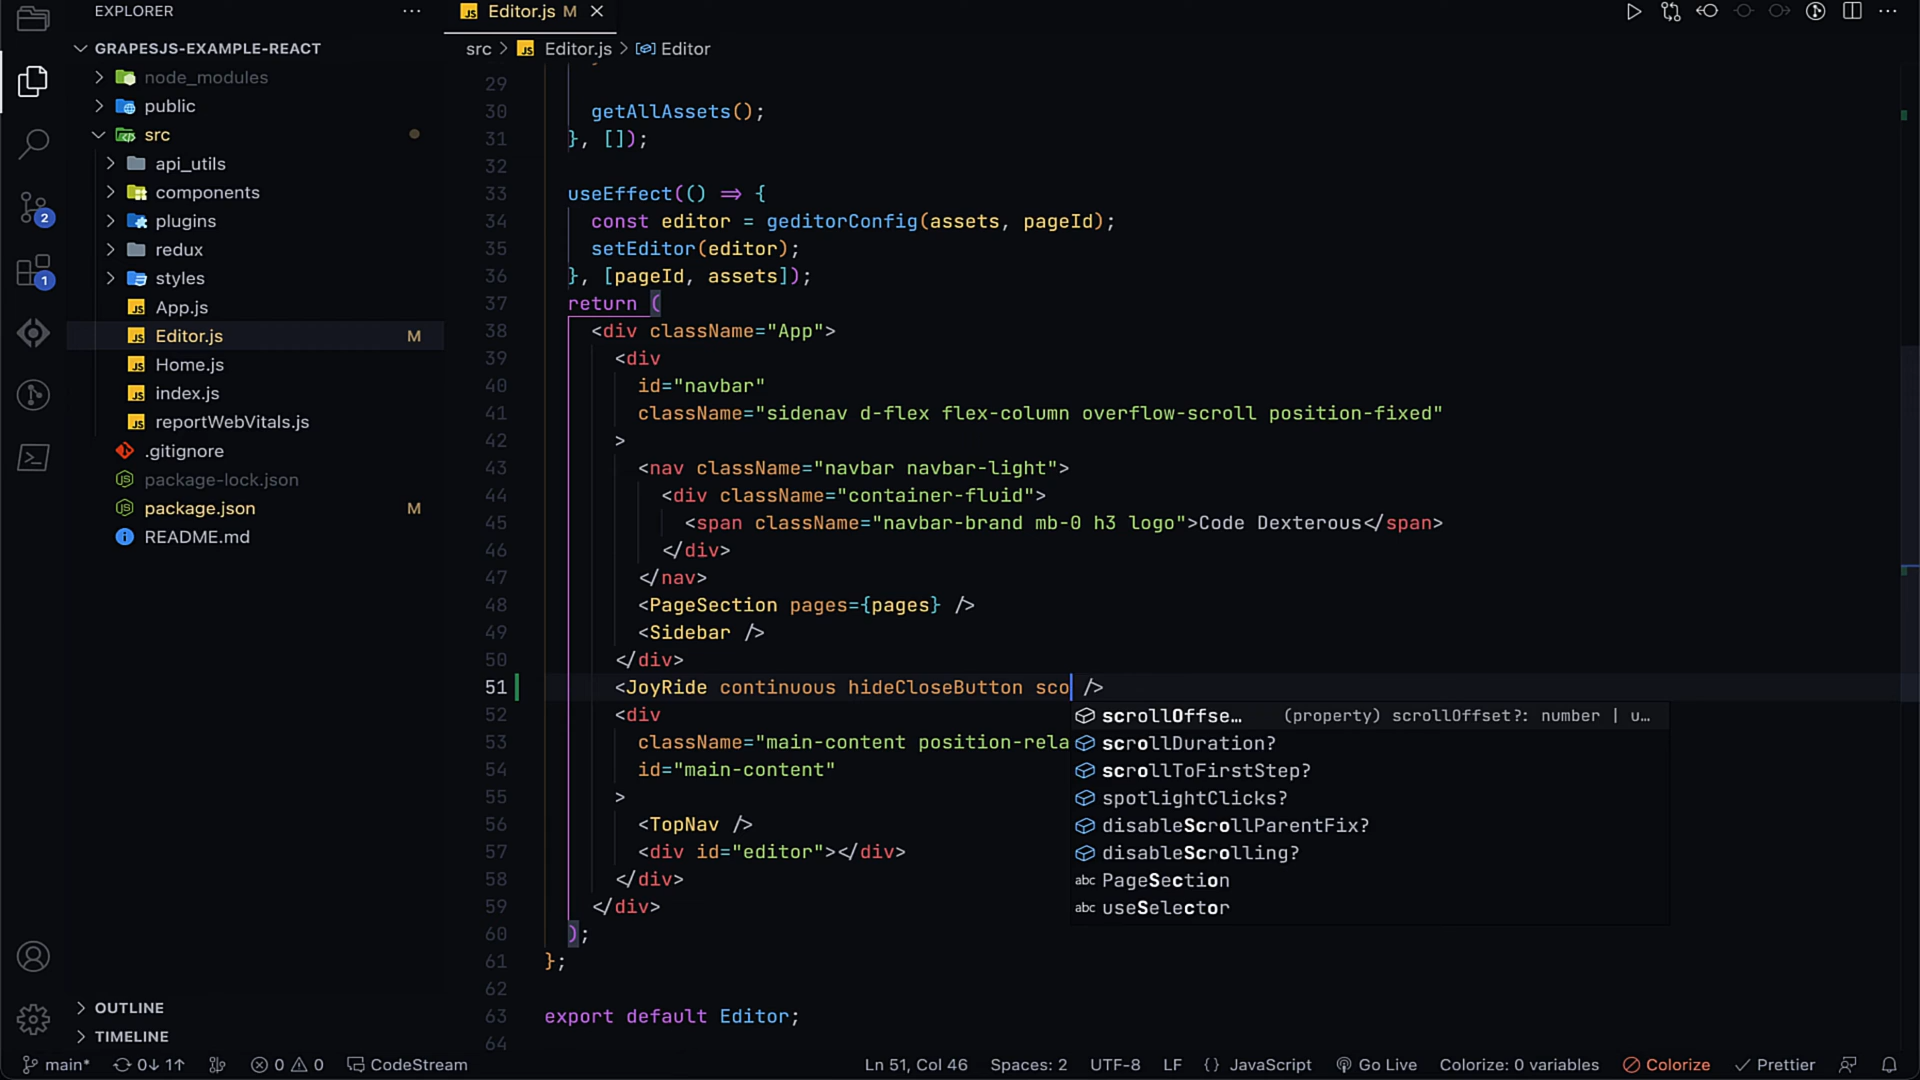 EXPLORER ···
GRAPESJS-EXAMPLE-REACT
node_modules
public
src
api_utils
components
plugins
redux
styles
JS App.js
JS Editor.js M
JS Home.js
JS index.js
JS reportWebVitals.js
.gitignore
package-lock.json
package.json M
README.md
OUTLINE
TIMELINE
2
1
JS Editor.js M ×
src > JS Editor.js > Editor
29
30 getAllAssets();
31 }, []);
32
33 useEffect(() => {
34 const editor = geditorConfig(assets, pageId);
35 setEditor(editor);
36 }, [pageId, assets]);
37 return (
38 <div className="App">
39 <div
40 id="navbar"
41 className="sidenav d-flex flex-column overflow-scroll position-fixed"
42 >
43 <nav className="navbar navbar-light">
44 <div className="container-fluid">
45 <span className="navbar-brand mb-0 h3 logo">Code Dexterous</span>
46 </div>
47 </nav>
48 <PageSection pages={pages} />
49 <Sidebar />
50 </div>
51 <JoyRide continuous hideCloseButton sco />
52 <div
53 className="main-content position-rela
54 id="main-content"
55 >
56 <TopNav />
57 <div id="editor"></div>
58 </div>
59 </div>
60 );
61 };
62
63 export default Editor;
64
scrollOffse… (property) scrollOffset?: number | u…
scrollDuration?
scrollToFirstStep?
spotlightClicks?
disableScrollParentFix?
disableScrolling?
abc PageSection
abc useSelector
main* 0↓ 1↑ 0 0 CodeStream Ln 51, Col 46 Spaces: 2 UTF-8 LF {} JavaScript Go Live Colorize: 0 variables Colorize Prettier